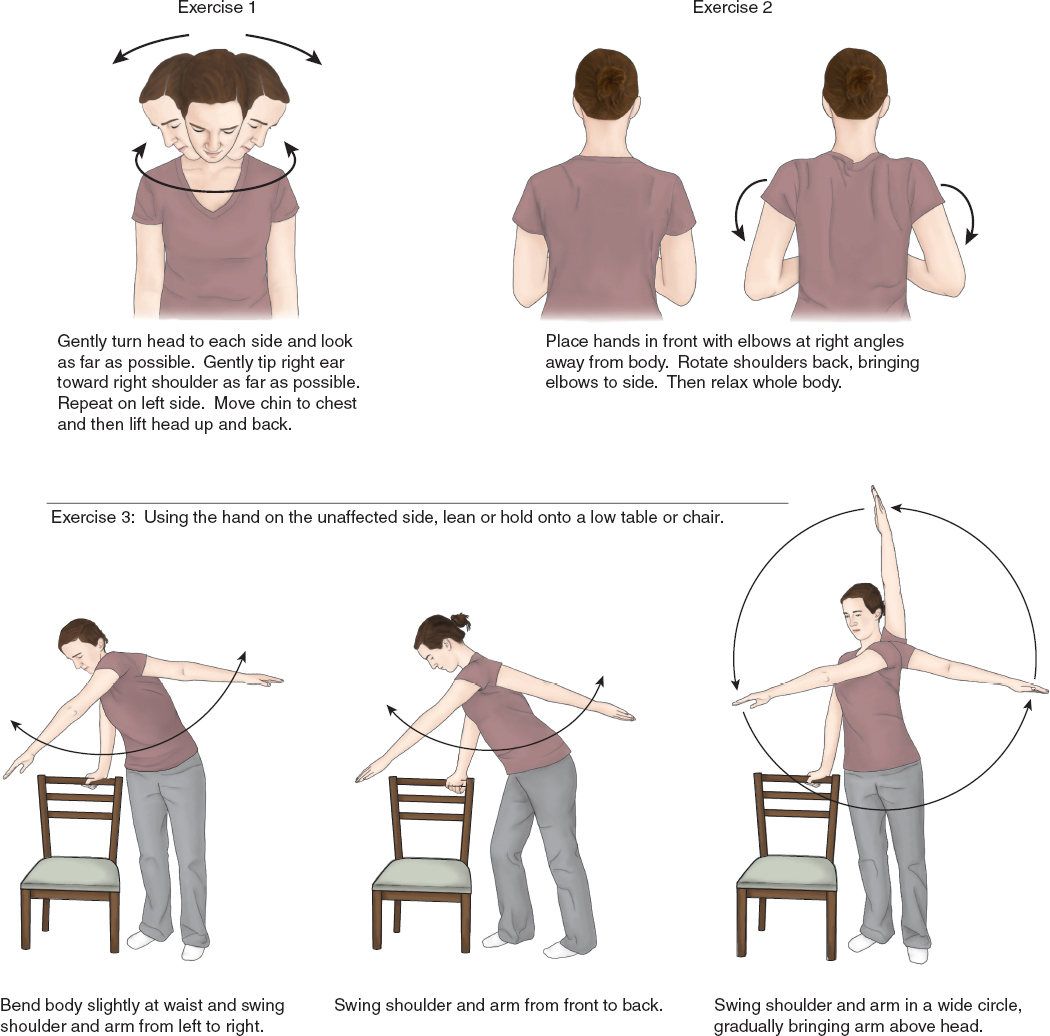 Exercise 1
Gently turn head to each side and look
as far as possible.  Gently tip right ear
toward right shoulder as far as possible.
Repeat on left side.  Move chin to chest
and then lift head up and back.
Exercise 2
Place hands in front with elbows at right angles
away from body.  Rotate shoulders back, bringing
elbows to side.  Then relax whole body.
Exercise 3:  Using the hand on the unaffected side, lean or hold onto a low table or chair.
Bend body slightly at waist and swing
shoulder and arm from left to right.
Swing shoulder and arm from front to back.
Swing shoulder and arm in a wide circle,
gradually bringing arm above head.